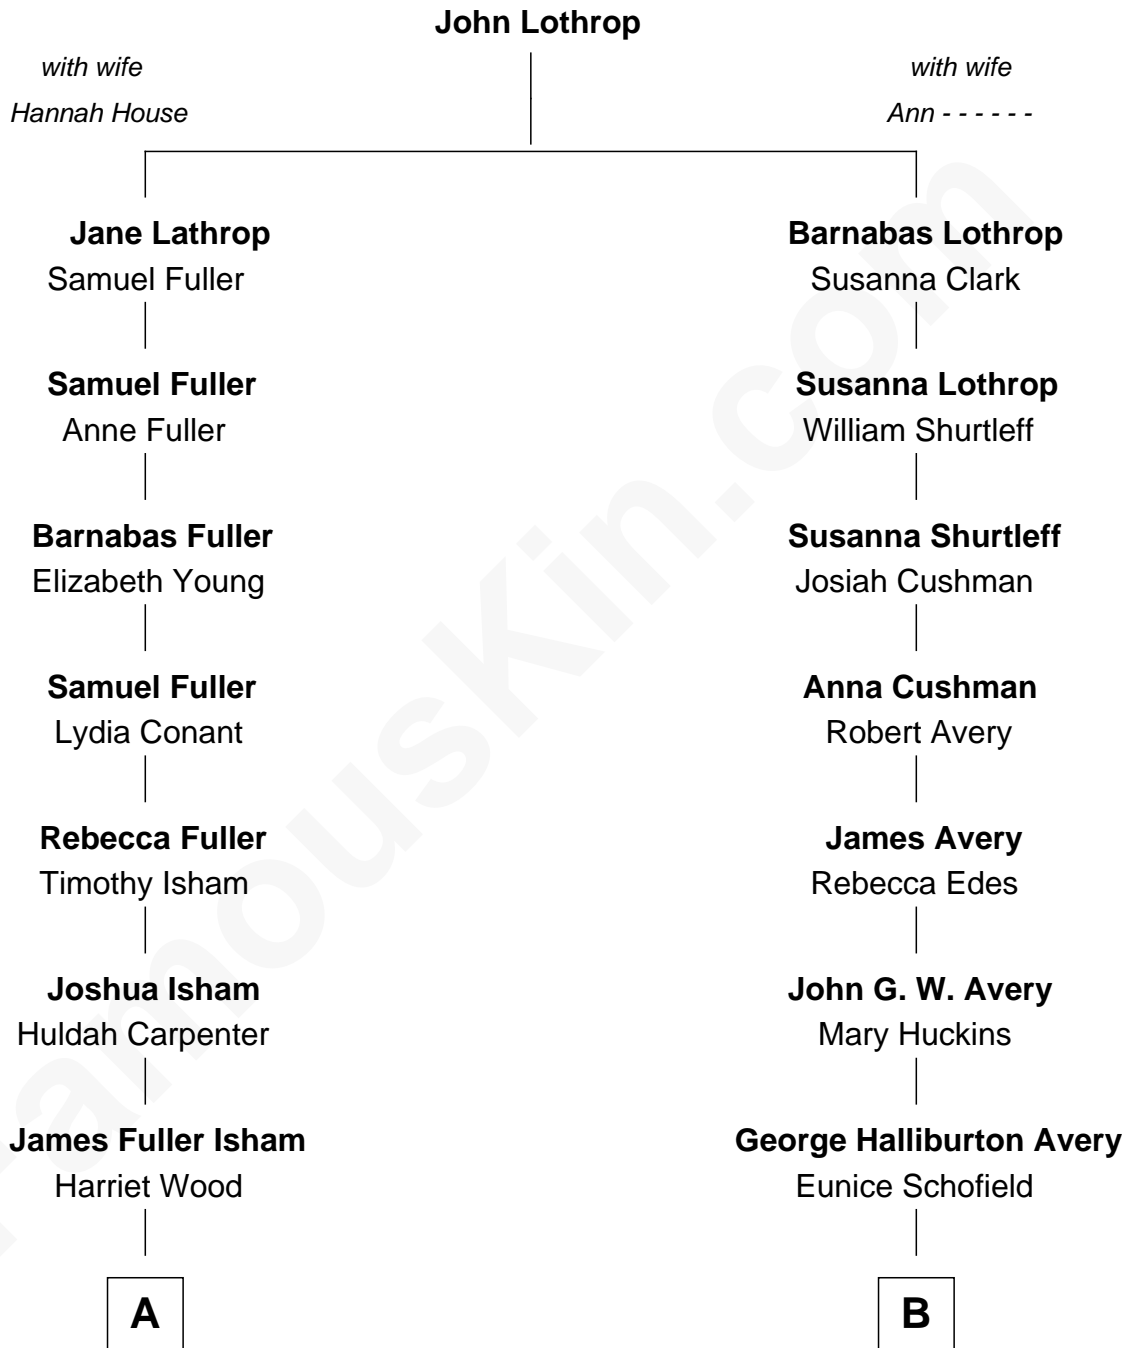 John Lothrop
with wife
Hannah House
with wife
Ann - - - - - -
Jane Lathrop
Samuel Fuller
Barnabas Lothrop
Susanna Clark
Samuel Fuller
Anne Fuller
Susanna Lothrop
William Shurtleff
Barnabas Fuller
Elizabeth Young
Susanna Shurtleff
Josiah Cushman
Samuel Fuller
Lydia Conant
Anna Cushman
Robert Avery
Rebecca Fuller
Timothy Isham
James Avery
Rebecca Edes
Joshua Isham
Huldah Carpenter
John G. W. Avery
Mary Huckins
James Fuller Isham
Harriet Wood
George Halliburton Avery
Eunice Schofield
A
B
FamousKin.com